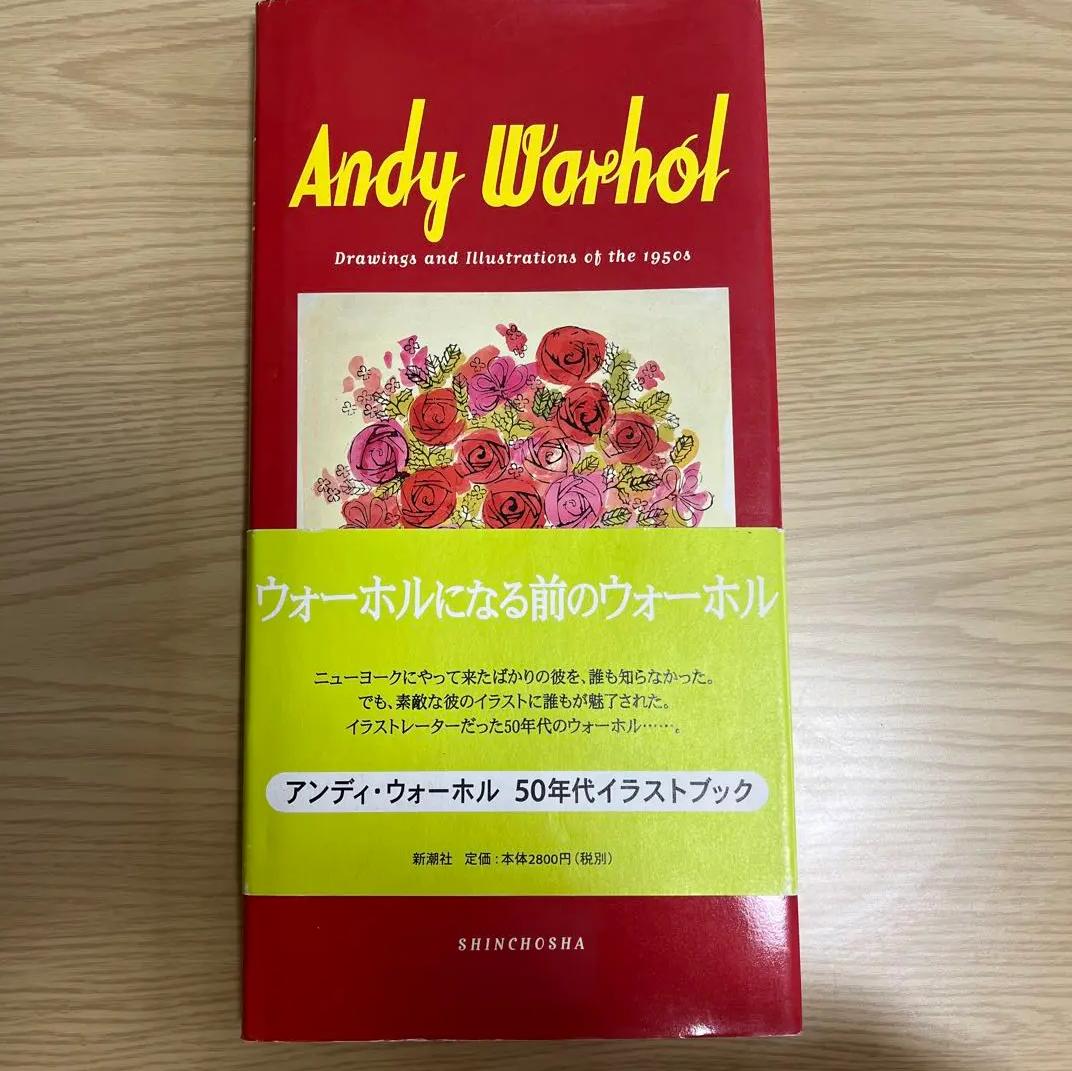 Andy Warhol
Drawings and Illustrations of the 1950s
ウォーホルになる前のウォーホル
ニューヨークにやって来たばかりの彼を、誰も知らなかった。
でも、素敵な彼のイラストに誰もが魅了された。
イラストレーターだった50年代のウォーホル……。
アンディ・ウォーホル 50年代イラストブック
新潮社 定価：本体2800円（税別）
SHINCHOSHA